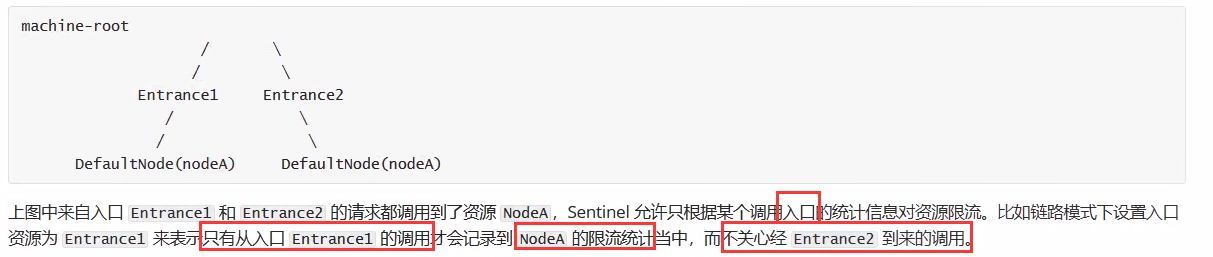 machine-root
/ \
/ \
Entrance1 Entrance2
/ \
/ \
DefaultNode(nodeA) DefaultNode(nodeA)
上图中来自入口 Entrance1 和 Entrance2 的请求都调用到了资源 NodeA，Sentinel 允许只根据某个调用入口的统计信息对资源限流。比如链路模式下设置入口
资源为 Entrance1 来表示只有从入口 Entrance1 的调用才会记录到 NodeA 的限流统计当中，而不关心经 Entrance2 到来的调用。